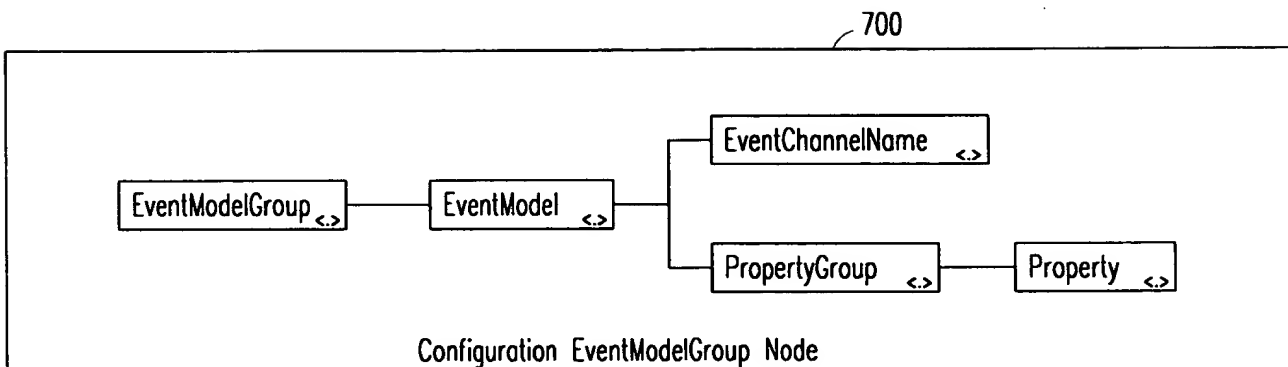 700
EventChannelName <.>
EventModelGroup <.>
EventModel <.>
PropertyGroup <.>
Property <.>
Configuration EventModelGroup Node